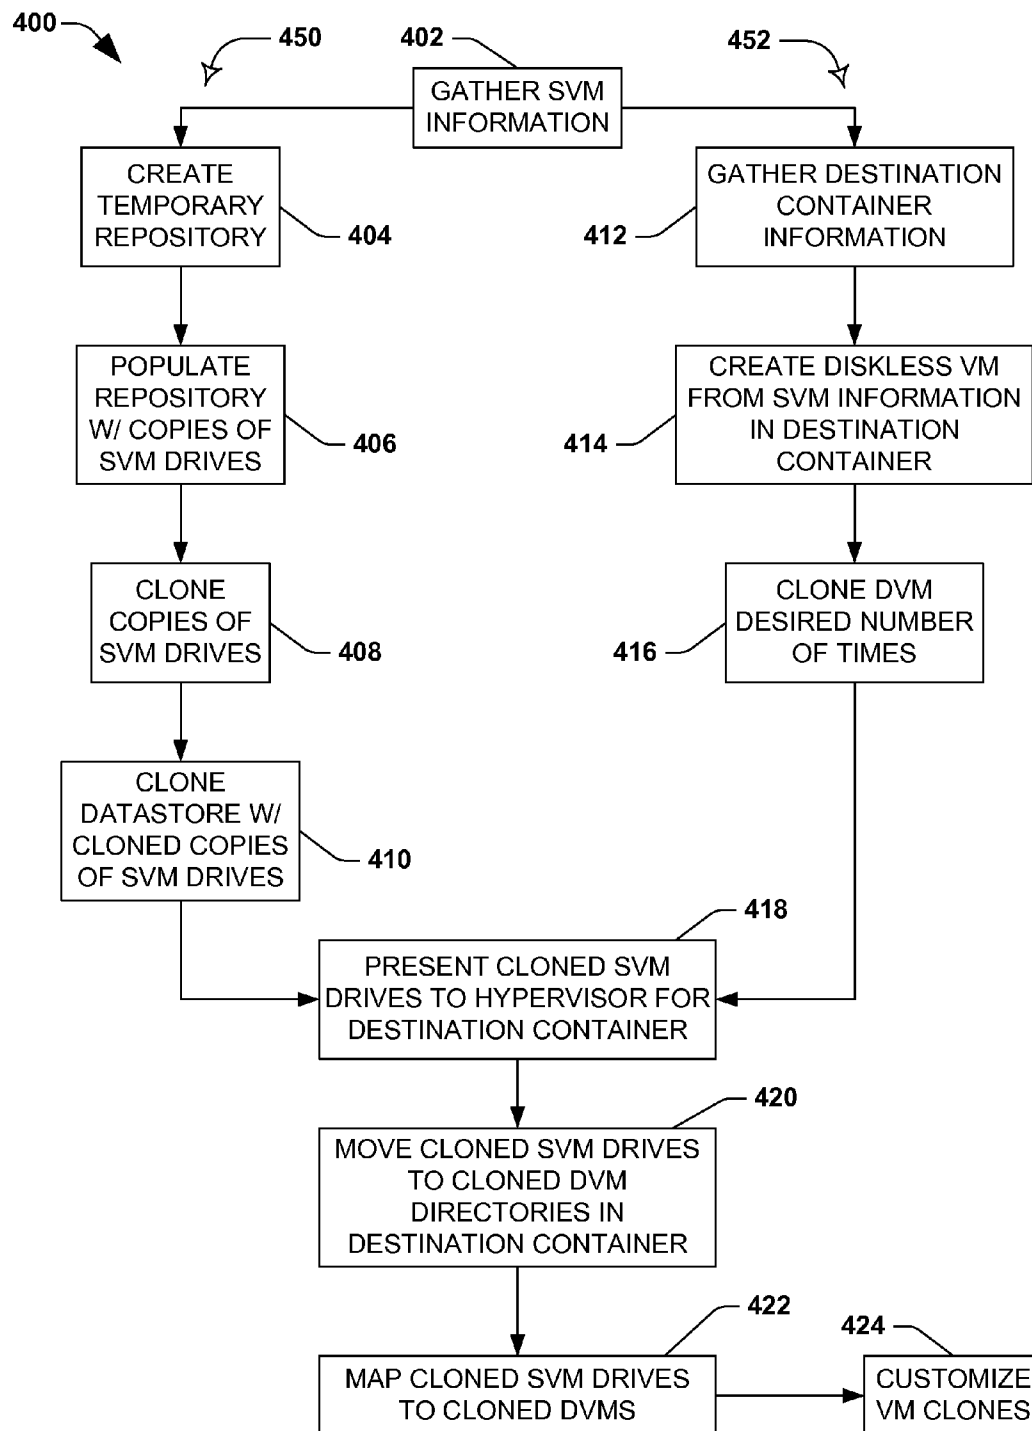 400
450
402
452
GATHER SVM
INFORMATION
CREATE
TEMPORARY
REPOSITORY
404
GATHER DESTINATION
CONTAINER
INFORMATION
412
POPULATE
REPOSITORY
W/ COPIES OF
SVM DRIVES
406
CREATE DISKLESS VM
FROM SVM INFORMATION
IN DESTINATION
CONTAINER
414
CLONE
COPIES OF
SVM DRIVES
408
CLONE DVM
DESIRED NUMBER
OF TIMES
416
CLONE
DATASTORE W/
CLONED COPIES
OF SVM DRIVES
410
418
PRESENT CLONED SVM
DRIVES TO HYPERVISOR FOR
DESTINATION CONTAINER
420
MOVE CLONED SVM DRIVES
TO CLONED DVM
DIRECTORIES IN
DESTINATION CONTAINER
422
MAP CLONED SVM DRIVES
TO CLONED DVMS
424
CUSTOMIZE
VM CLONES